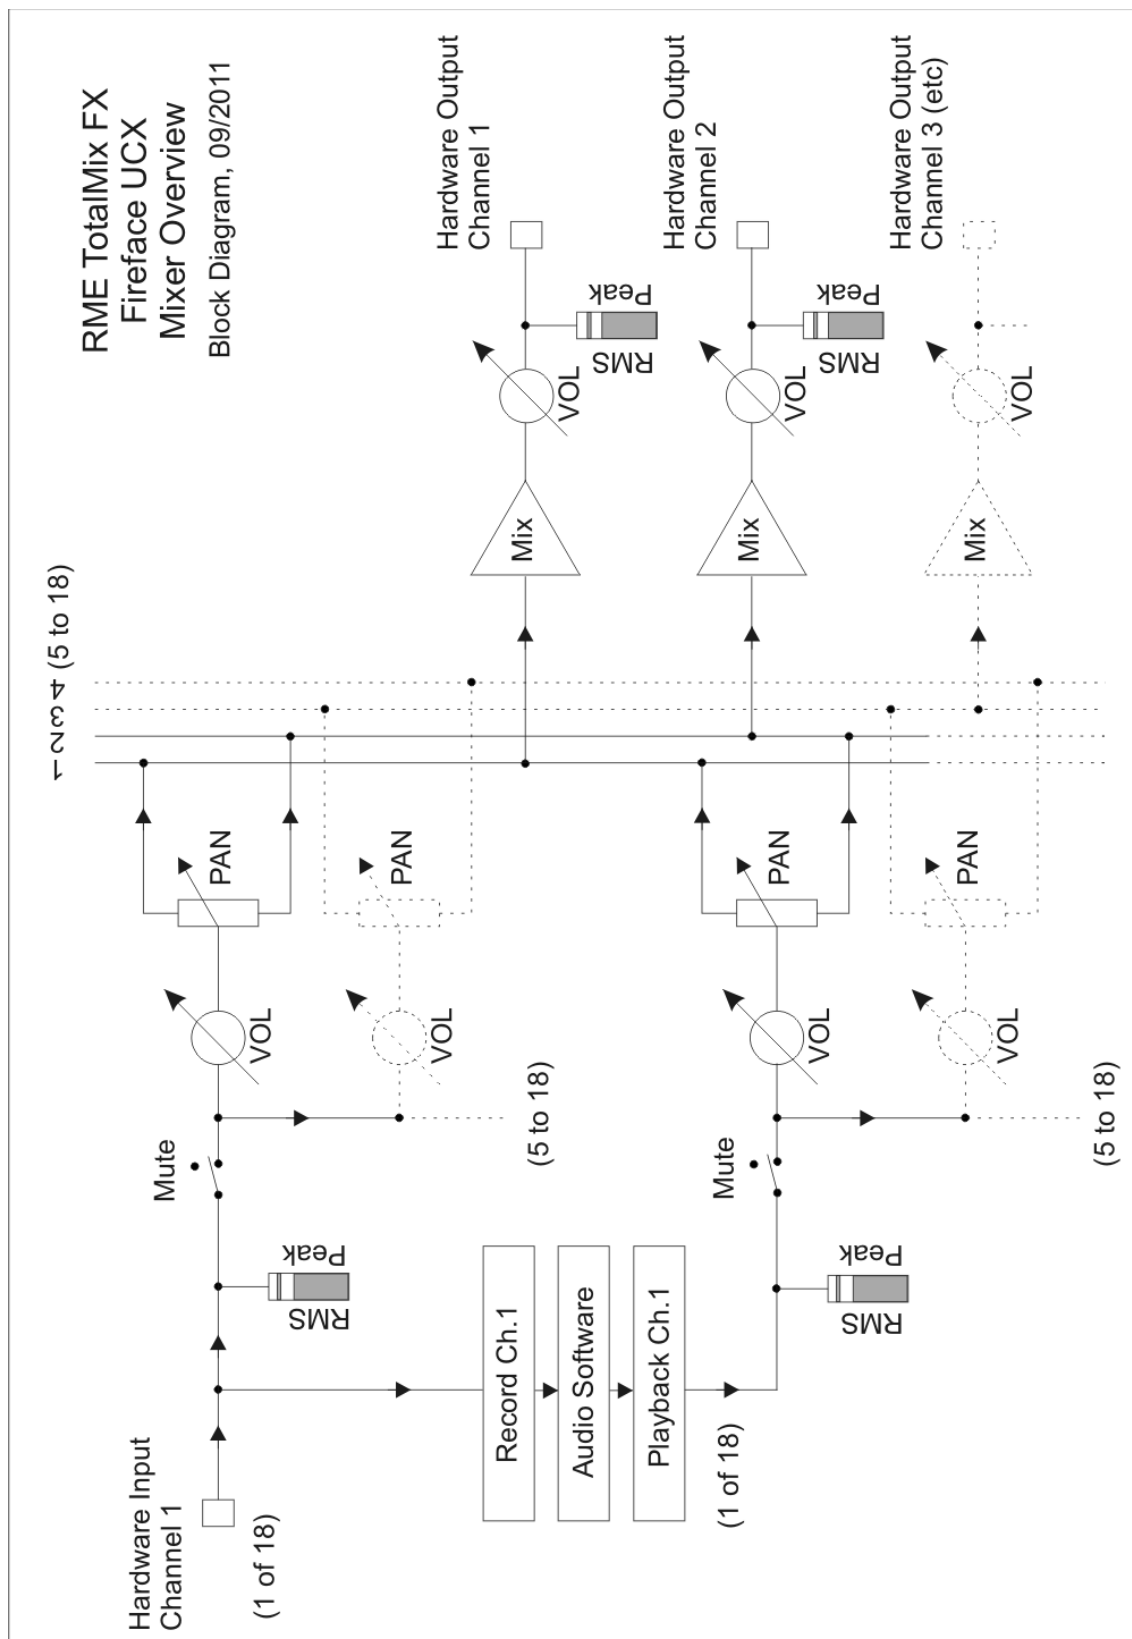 RME TotalMix FX
Fireface UCX
Mixer Overview
Block Diagram, 09/2011
Hardware Input
Channel 1
(1 of 18)
RMS
Peak
Mute
VOL
PAN
VOL
PAN
(5 to 18)
1 2 3 4 (5 to 18)
Record Ch.1
Audio Software
Playback Ch.1
(1 of 18)
RMS
Peak
Mute
VOL
PAN
VOL
PAN
(5 to 18)
Mix
VOL
RMS
Peak
Hardware Output
Channel 1
Mix
VOL
RMS
Peak
Hardware Output
Channel 2
Mix
VOL
Hardware Output
Channel 3 (etc)